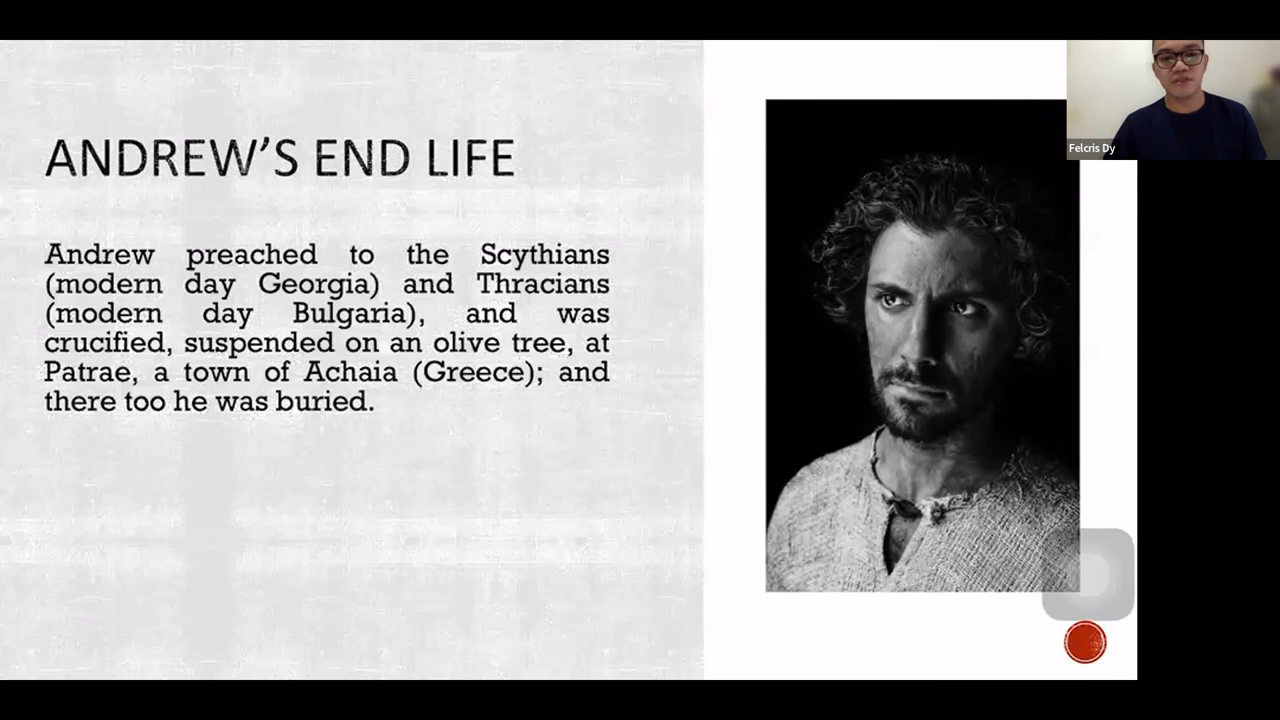 ANDREW'S END LIFE
Andrew preached to the Scythians
(modern day Georgia) and Thracians
(modern day Bulgaria), and was
crucified, suspended on an olive tree, at
Patrae, a town of Achaia (Greece); and
there too he was buried.
Felcris Dy